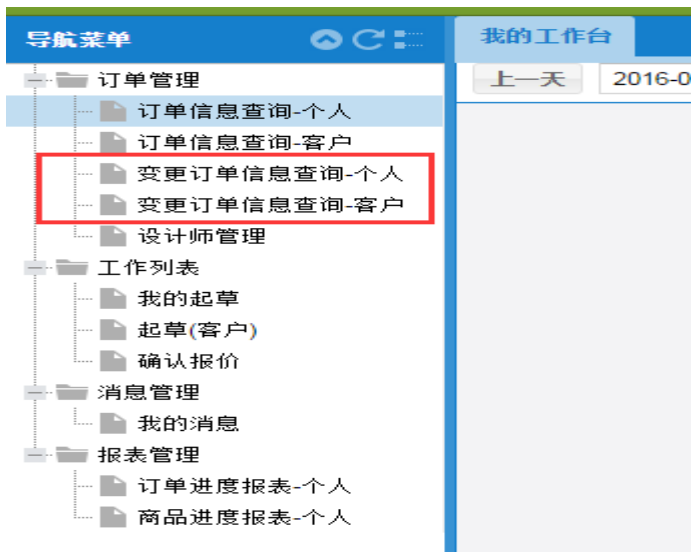 导航菜单
我的工作台
上一天 2016-0
订单管理
订单信息查询-个人
订单信息查询-客户
变更订单信息查询-个人
变更订单信息查询-客户
设计师管理
工作列表
我的起草
起草(客户)
确认报价
消息管理
我的消息
报表管理
订单进度报表-个人
商品进度报表-个人